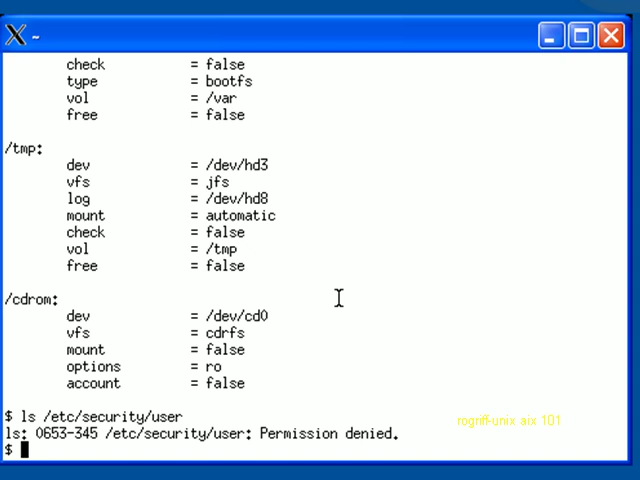 ~
check = false
type = bootfs
vol = /var
free = false
/tmp:
dev = /dev/hd3
vfs = jfs
log = /dev/hd8
mount = automatic
check = false
vol = /tmp
free = false
/cdrom:
dev = /dev/cd0
vfs = cdrfs
mount = false
options = ro
account = false
$ ls /etc/security/user
ls: 0653-345 /etc/security/user: Permission denied.
$
rogriff-unix aix 101